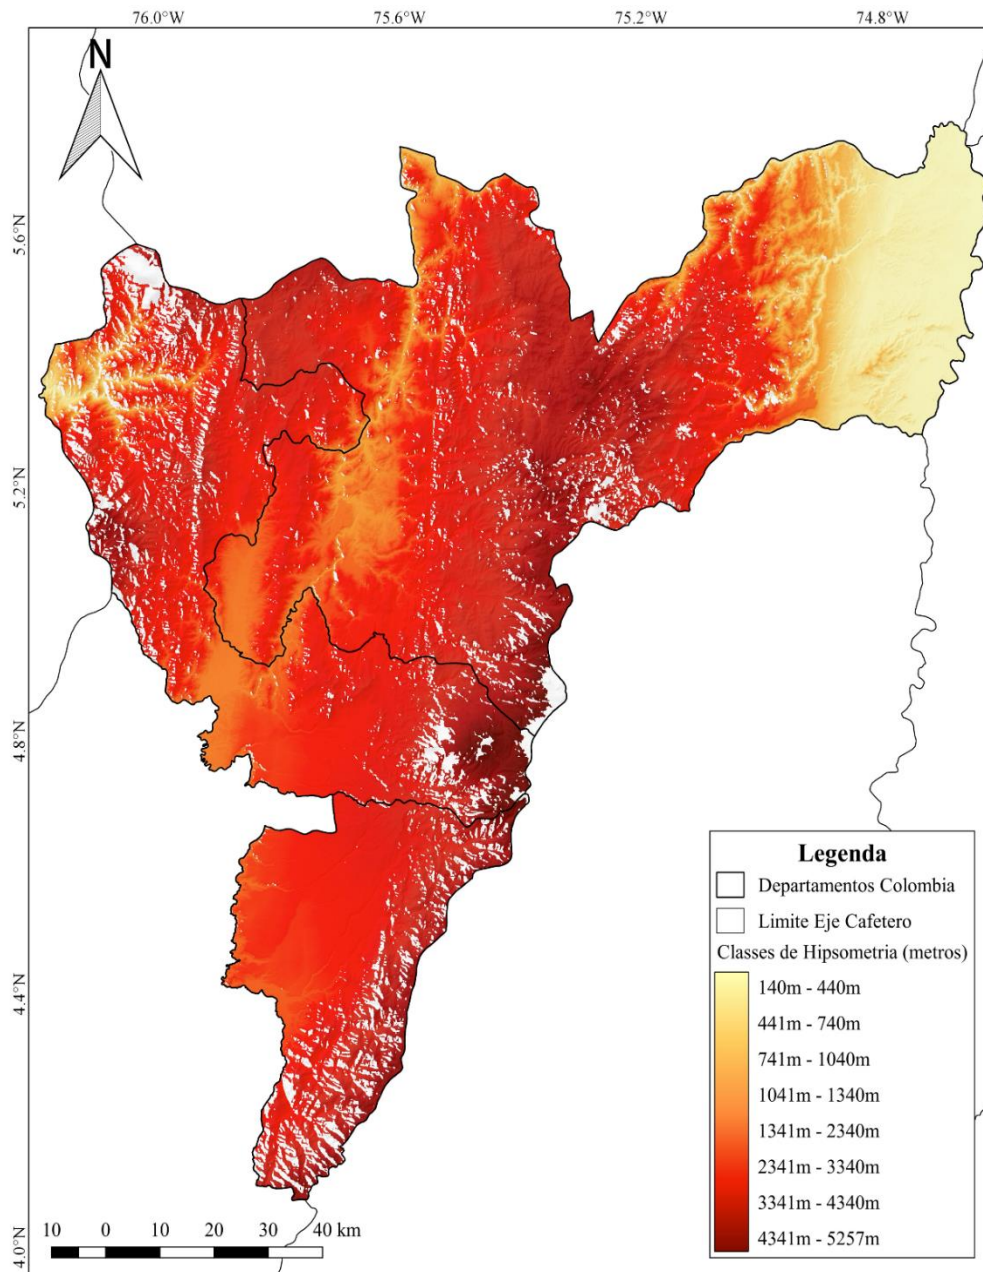 76.0°W 75.6°W 75.2°W 74.8°W
N
5.6°N
5.2°N
4.8°N
4.4°N
4.0°N
Legenda
Departamentos Colombia
Limite Eje Cafetero
Classes de Hipsometria (metros)
140m - 440m
441m - 740m
741m - 1040m
1041m - 1340m
1341m - 2340m
2341m - 3340m
3341m - 4340m
4341m - 5257m
10 0 10 20 30 40 km